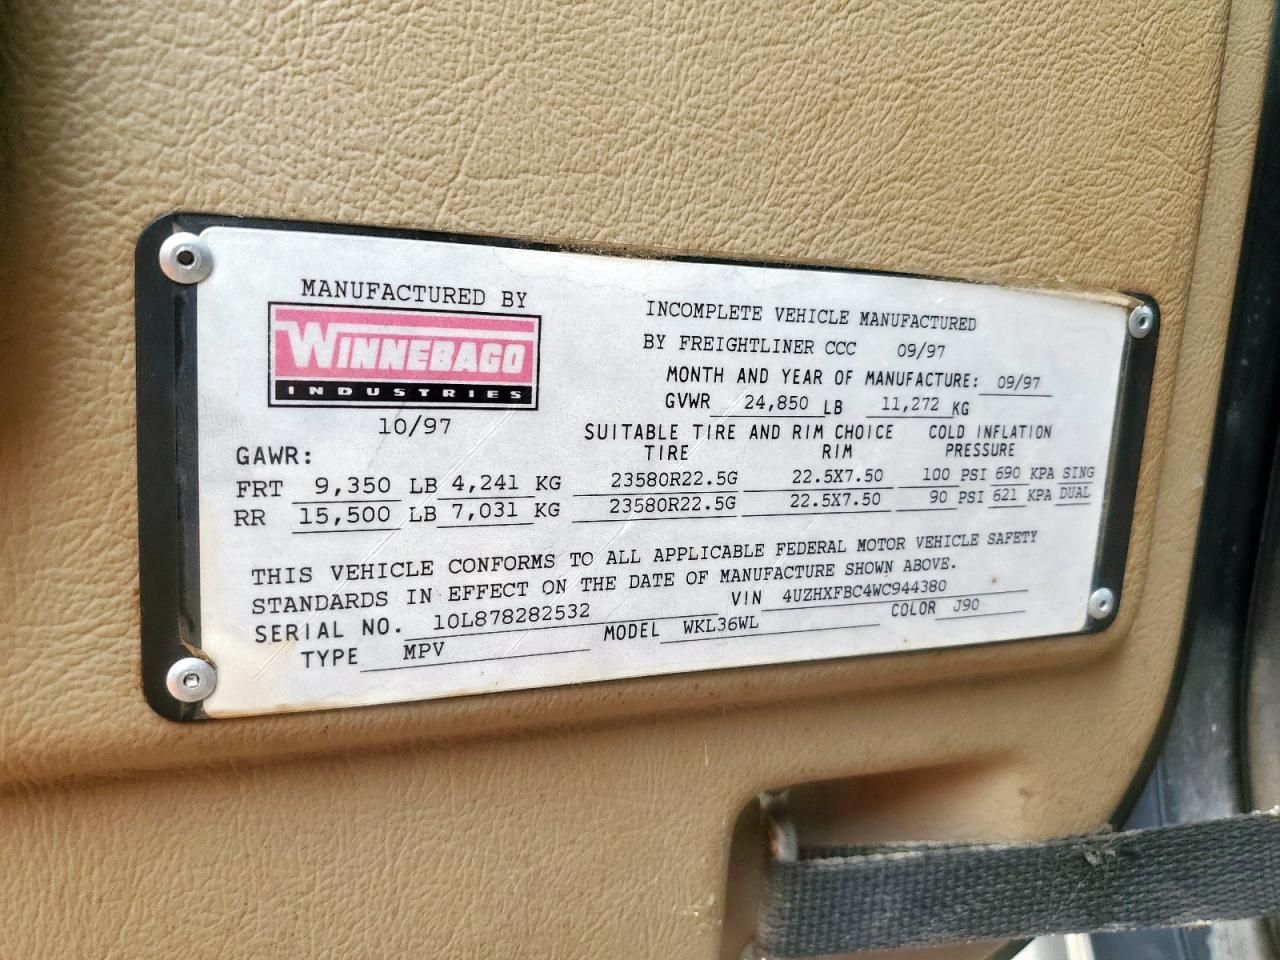 MANUFACTURED BY
WINNEBAGO
INDUSTRIES
10/97
INCOMPLETE VEHICLE MANUFACTURED
BY FREIGHTLINER CCC 09/97
MONTH AND YEAR OF MANUFACTURE: 09/97
GVWR 24,850 LB 11,272 KG
SUITABLE TIRE AND RIM CHOICE COLD INFLATION
GAWR: TIRE RIM PRESSURE
FRT 9,350 LB 4,241 KG 23580R22.5G 22.5X7.50 100 PSI 690 KPA SING
RR 15,500 LB 7,031 KG 23580R22.5G 22.5X7.50 90 PSI 621 KPA DUAL
THIS VEHICLE CONFORMS TO ALL APPLICABLE FEDERAL MOTOR VEHICLE SAFETY
STANDARDS IN EFFECT ON THE DATE OF MANUFACTURE SHOWN ABOVE.
SERIAL NO. 10L878282532 VIN 4UZHXFBC4WC944380
TYPE MPV MODEL WKL36WL COLOR J90